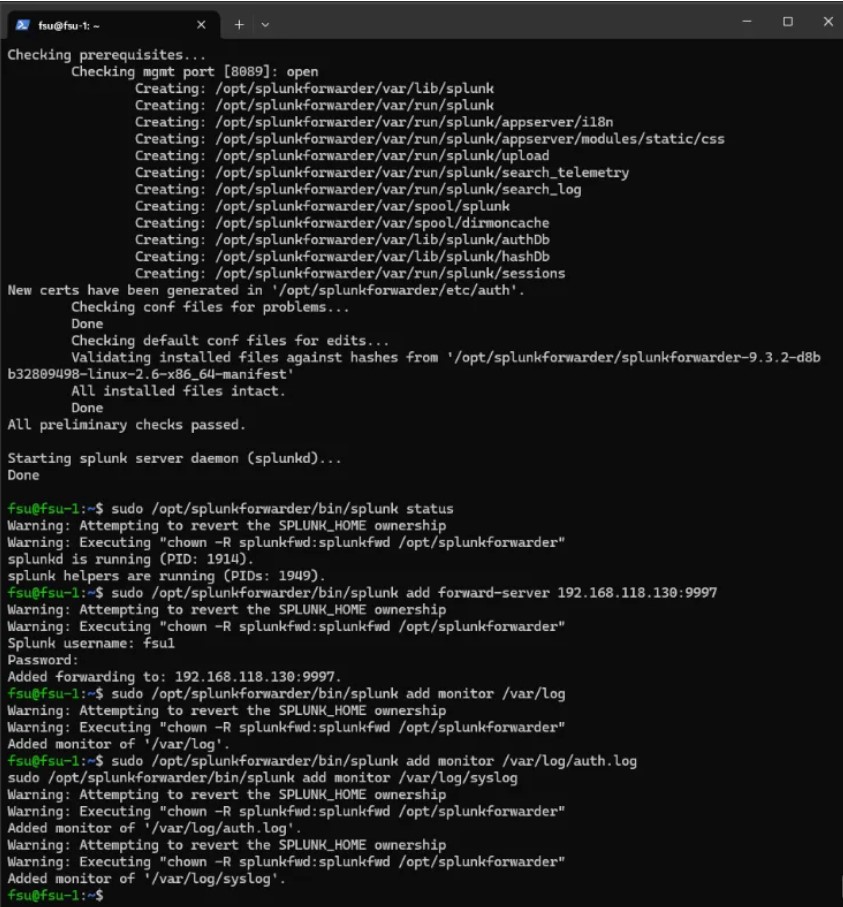 fsu@fsu-1: ~
Checking prerequisites...
Checking mgmt port [8089]: open
Creating: /opt/splunkforwarder/var/lib/splunk
Creating: /opt/splunkforwarder/var/run/splunk
Creating: /opt/splunkforwarder/var/run/splunk/appserver/i18n
Creating: /opt/splunkforwarder/var/run/splunk/appserver/modules/static/css
Creating: /opt/splunkforwarder/var/run/splunk/upload
Creating: /opt/splunkforwarder/var/run/splunk/search_telemetry
Creating: /opt/splunkforwarder/var/run/splunk/search_log
Creating: /opt/splunkforwarder/var/spool/splunk
Creating: /opt/splunkforwarder/var/spool/dirmoncache
Creating: /opt/splunkforwarder/var/lib/splunk/authDb
Creating: /opt/splunkforwarder/var/lib/splunk/hashDb
Creating: /opt/splunkforwarder/var/run/splunk/sessions
New certs have been generated in '/opt/splunkforwarder/etc/auth'.
Checking conf files for problems...
Done
Checking default conf files for edits...
Validating installed files against hashes from '/opt/splunkforwarder/splunkforwarder-9.3.2-d8b
b32809498-linux-2.6-x86_64-manifest'
All installed files intact.
Done
All preliminary checks passed.
Starting splunk server daemon (splunkd)...
Done
fsu@fsu-1:~$ sudo /opt/splunkforwarder/bin/splunk status
Warning: Attempting to revert the SPLUNK_HOME ownership
Warning: Executing "chown -R splunkfwd:splunkfwd /opt/splunkforwarder"
splunkd is running (PID: 1914).
splunk helpers are running (PIDs: 1949).
fsu@fsu-1:~$ sudo /opt/splunkforwarder/bin/splunk add forward-server 192.168.118.130:9997
Warning: Attempting to revert the SPLUNK_HOME ownership
Warning: Executing "chown -R splunkfwd:splunkfwd /opt/splunkforwarder"
Splunk username: fsu1
Password:
Added forwarding to: 192.168.118.130:9997.
fsu@fsu-1:~$ sudo /opt/splunkforwarder/bin/splunk add monitor /var/log
Warning: Attempting to revert the SPLUNK_HOME ownership
Warning: Executing "chown -R splunkfwd:splunkfwd /opt/splunkforwarder"
Added monitor of '/var/log'.
fsu@fsu-1:~$ sudo /opt/splunkforwarder/bin/splunk add monitor /var/log/auth.log
sudo /opt/splunkforwarder/bin/splunk add monitor /var/log/syslog
Warning: Attempting to revert the SPLUNK_HOME ownership
Warning: Executing "chown -R splunkfwd:splunkfwd /opt/splunkforwarder"
Added monitor of '/var/log/auth.log'.
Warning: Attempting to revert the SPLUNK_HOME ownership
Warning: Executing "chown -R splunkfwd:splunkfwd /opt/splunkforwarder"
Added monitor of '/var/log/syslog'.
fsu@fsu-1:~$